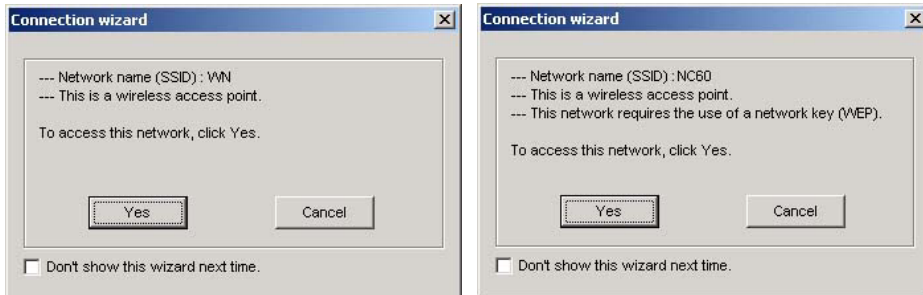 Connection wizard
--- Network name (SSID) : WN
--- This is a wireless access point.
To access this network, click Yes.
Yes
Cancel
Don't show this wizard next time.
Connection wizard
--- Network name (SSID) :NC60
--- This is a wireless access point.
--- This network requires the use of a network key (WEP).
To access this network, click Yes.
Yes
Cancel
Don't show this wizard next time.